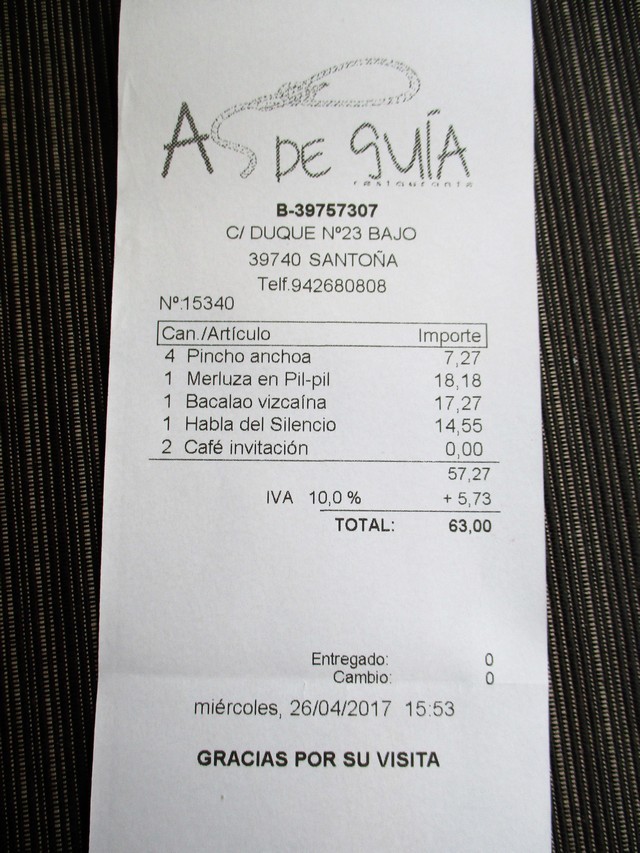 AS DE GUÍA
restaurante
B-39757307
C/ DUQUE Nº23 BAJO
39740 SANTOÑA
Telf.942680808
Nº:15340
Can./Artículo Importe
4 Pincho anchoa 7,27
1 Merluza en Pil-pil 18,18
1 Bacalao vizcaína 17,27
1 Habla del Silencio 14,55
2 Café invitación 0,00
57,27
IVA 10,0 % + 5,73
TOTAL: 63,00
Entregado: 0
Cambio: 0
miércoles, 26/04/2017 15:53
GRACIAS POR SU VISITA